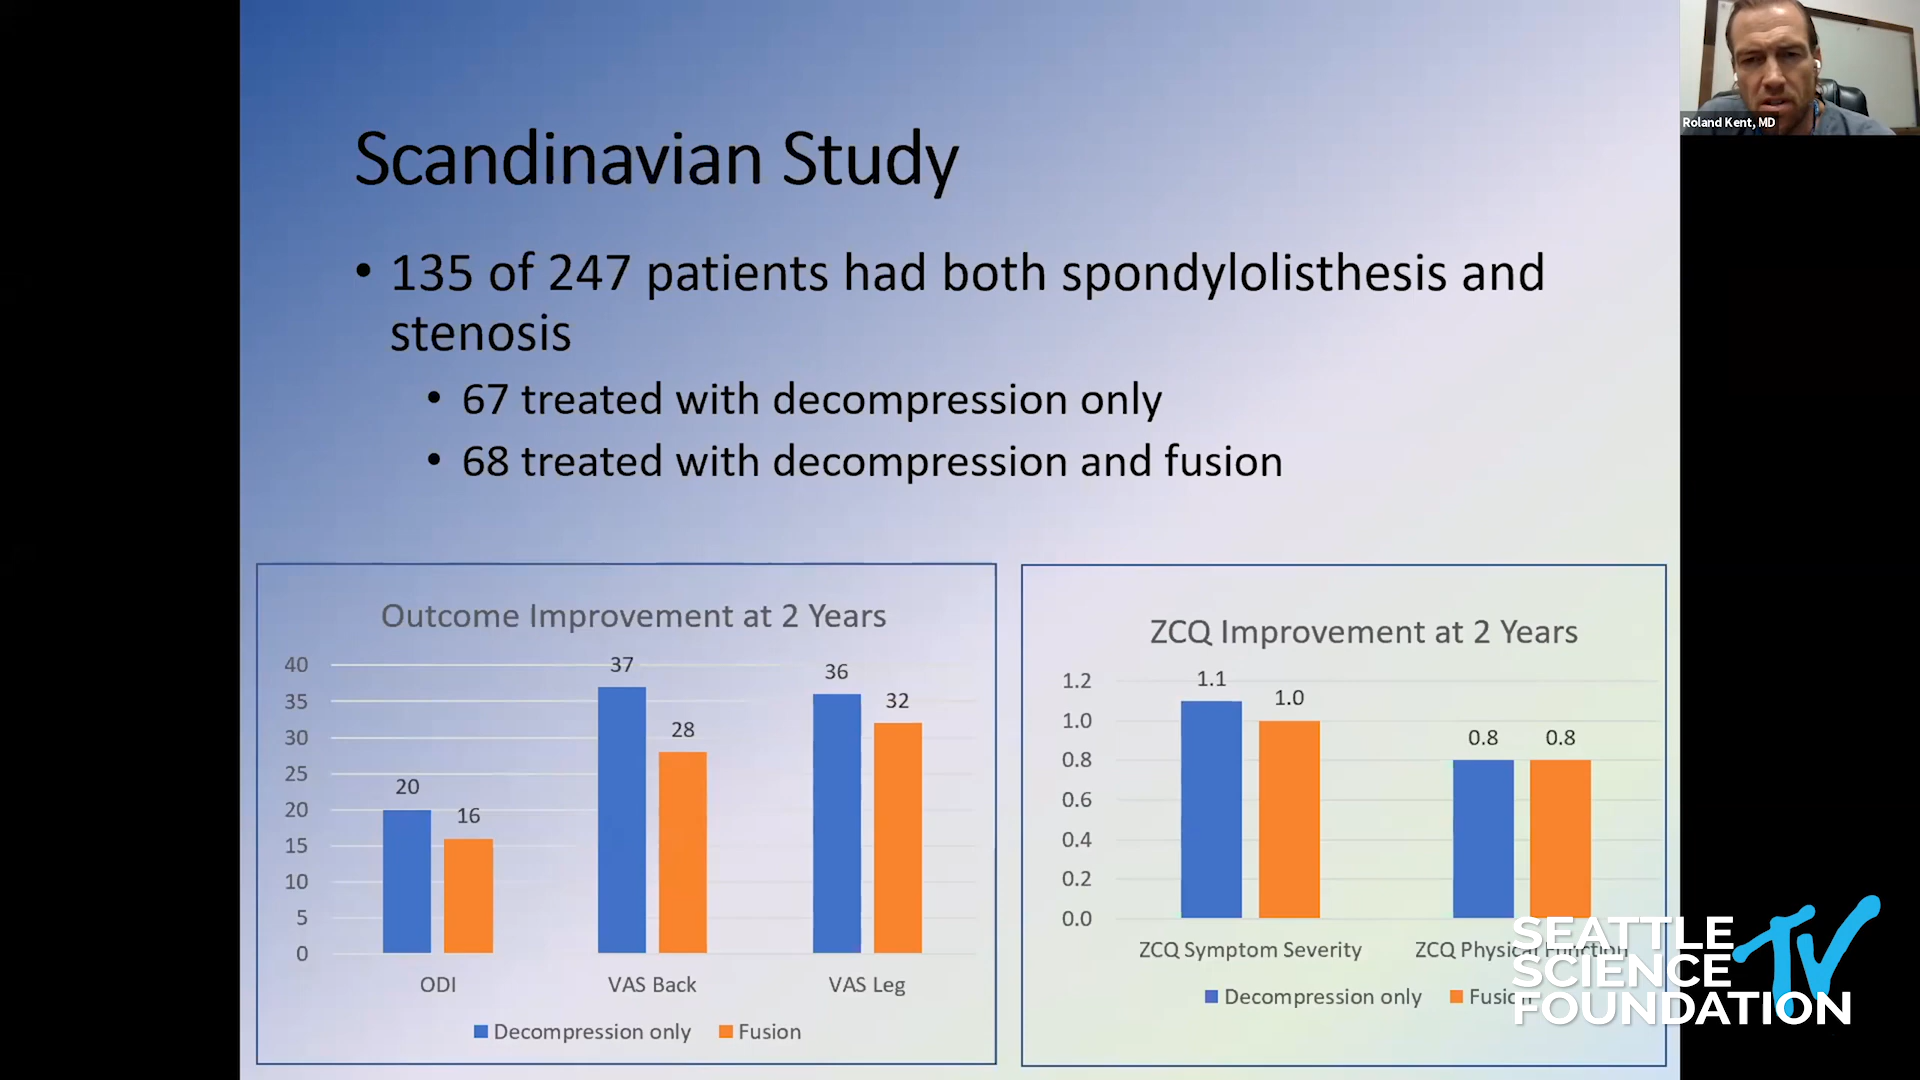 Scandinavian Study
• 135 of 247 patients had both spondylolisthesis and
stenosis
• 67 treated with decompression only
• 68 treated with decompression and fusion
Outcome Improvement at 2 Years
40
35
30
25
20
15
10
5
0
20
16
37
28
36
32
ODI
VAS Back
VAS Leg
Decompression only
Fusion
ZCQ Improvement at 2 Years
1.2
1.0
0.8
0.6
0.4
0.2
0.0
1.1
1.0
0.8
0.8
ZCQ Symptom Severity
ZCQ Physical Function
Decompression only
Fusion
Roland Kent, MD
SEATTLE
SCIENCE
FOUNDATION
TV